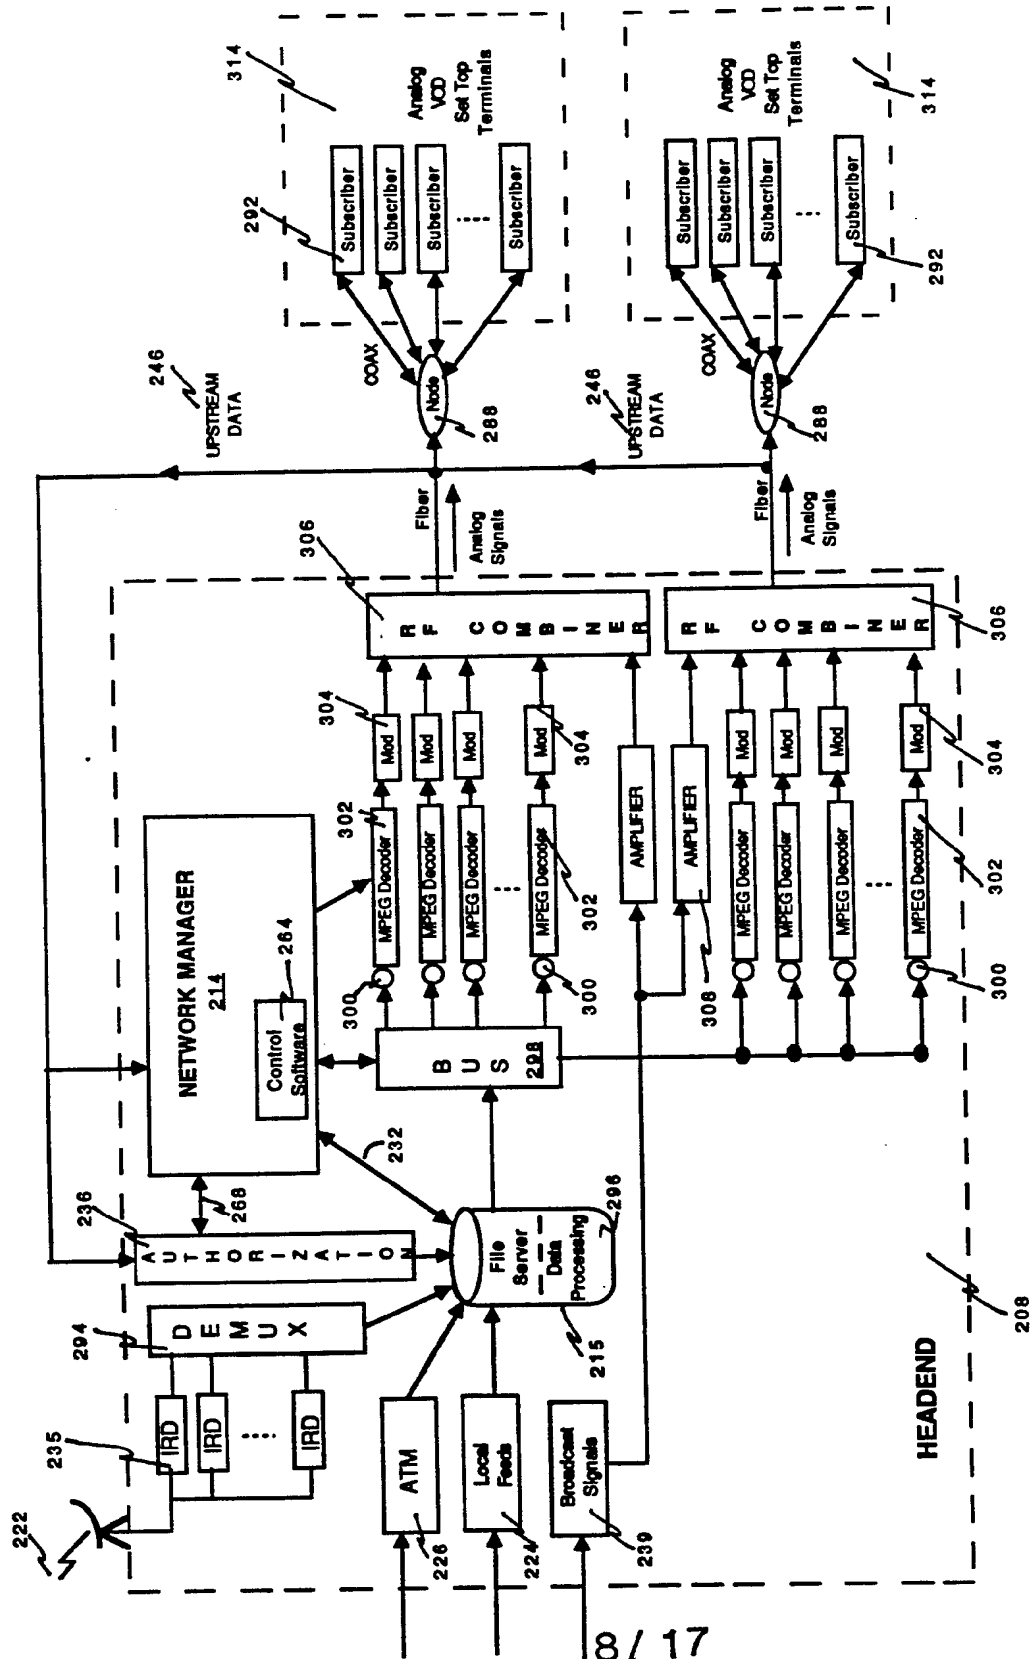 222
235
IRD
IRD
IRD
294
D E M U X
236
A U T H O R I Z A T I O N
268
NETWORK MANAGER
214
Control
Software
264
232
226
ATM
224
Local
Feeds
239
Broadcast
Signals
215
File
Server
Data
Processing
296
B U S
298
300
300
300
MPEG Decoder
MPEG Decoder
MPEG Decoder
MPEG Decoder
302
302
Mod
Mod
Mod
Mod
304
304
AMPLIFIER
AMPLIFIER
308
MPEG Decoder
MPEG Decoder
MPEG Decoder
MPEG Decoder
302
Mod
Mod
Mod
Mod
304
RF COMBINER
306
RF COMBINER
306
HEADEND
208
Fiber
Analog
Signals
Fiber
Analog
Signals
246
UPSTREAM
DATA
246
UPSTREAM
DATA
Node
288
COAX
Node
288
COAX
292
Subscriber
Subscriber
Subscriber
Subscriber
Analog
VOD
Set Top
Terminals
314
Subscriber
Subscriber
Subscriber
Subscriber
292
Analog
VOD
Set Top
Terminals
314
8/17